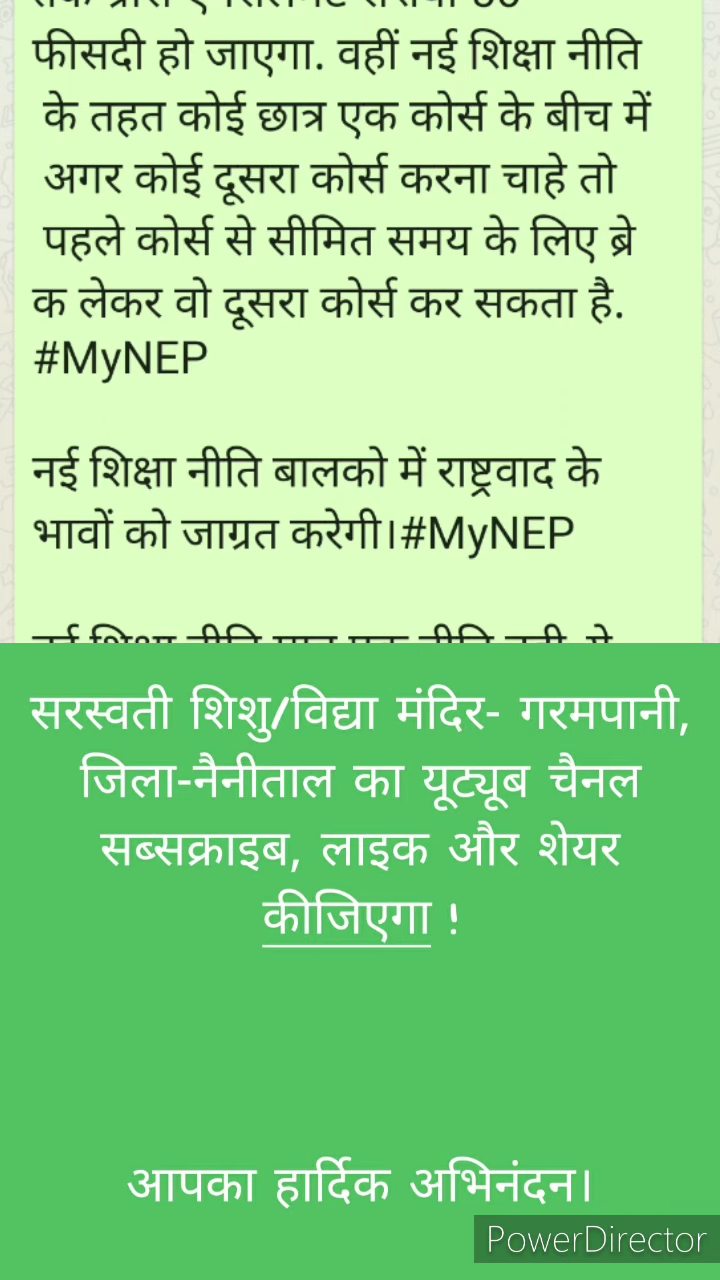 फीसदी हो जाएगा. वहीं नई शिक्षा नीति
के तहत कोई छात्र एक कोर्स के बीच में
अगर कोई दूसरा कोर्स करना चाहे तो
पहले कोर्स से सीमित समय के लिए ब्रे
क लेकर वो दूसरा कोर्स कर सकता है.
#MyNEP
नई शिक्षा नीति बालको में राष्ट्रवाद के
भावों को जाग्रत करेगी।#MyNEP
सरस्वती शिशु/विद्या मंदिर- गरमपानी,
जिला-नैनीताल का यूट्यूब चैनल
सब्सक्राइब, लाइक और शेयर
कीजिएगा !
आपका हार्दिक अभिनंदन।
PowerDirector